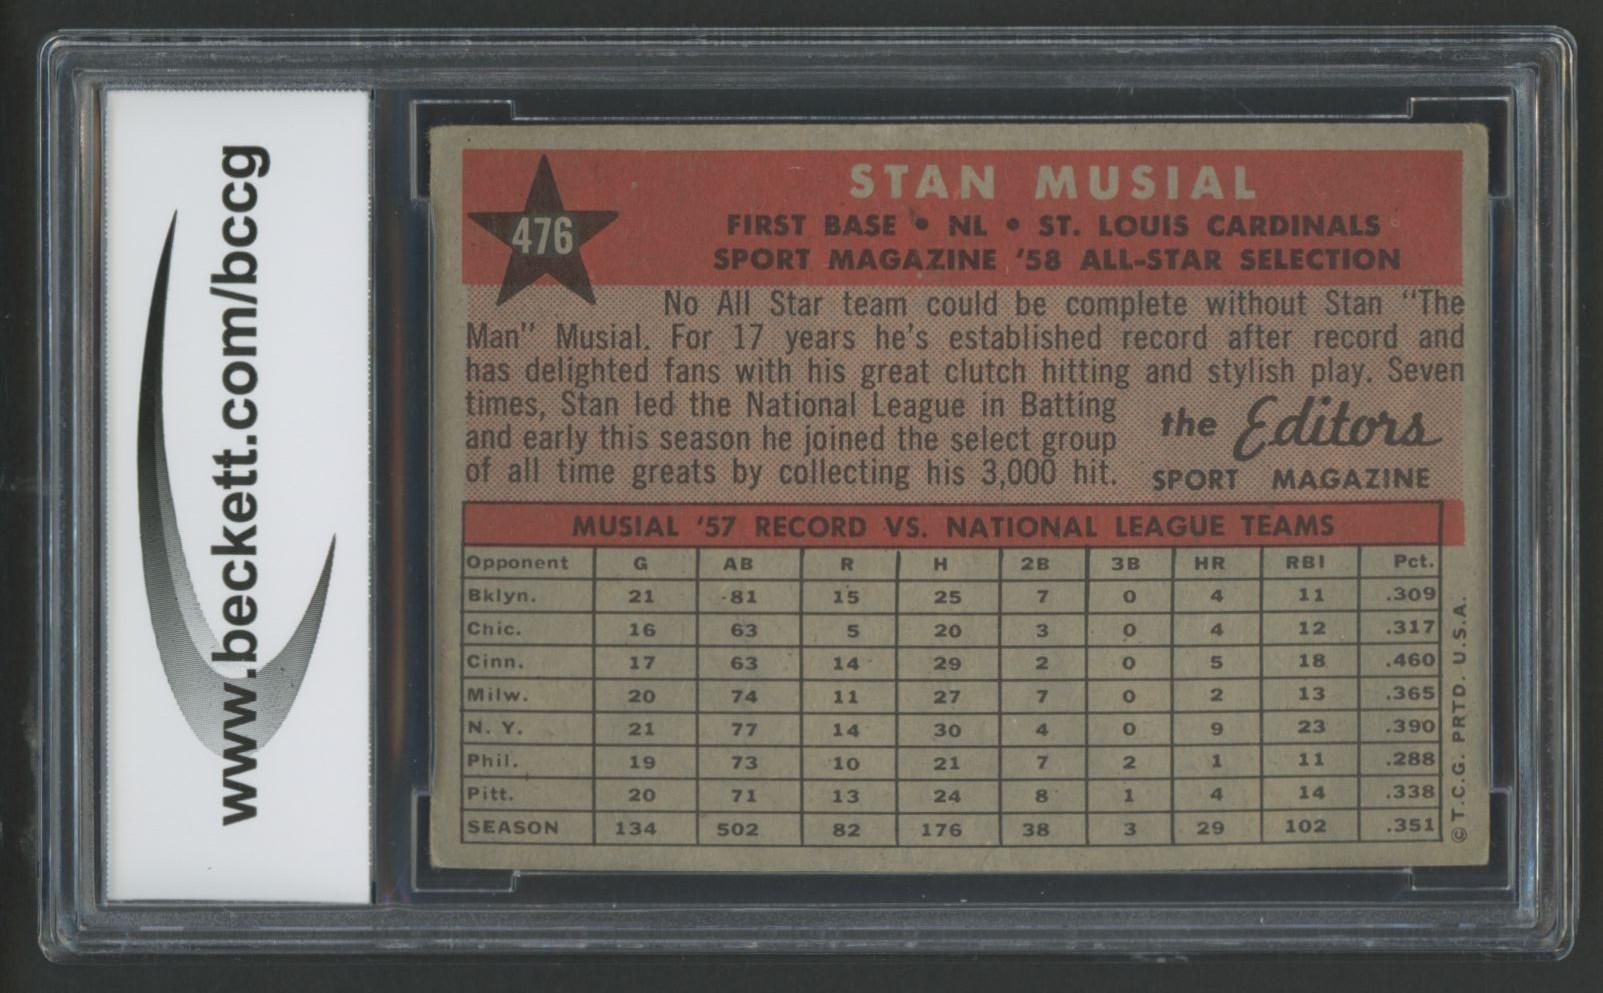 www.beckett.com/bccg
476
STAN MUSIAL
FIRST BASE • NL • ST. LOUIS CARDINALS
SPORT MAGAZINE '58 ALL-STAR SELECTION
No All Star team could be complete without Stan "The
Man" Musial. For 17 years he's established record after record and
has delighted fans with his great clutch hitting and stylish play. Seven
times, Stan led the National League in Batting
and early this season he joined the select group
of all time greats by collecting his 3,000 hit.
the Editors
SPORT MAGAZINE
MUSIAL '57 RECORD VS. NATIONAL LEAGUE TEAMS
Opponent G AB R H 2B 3B HR RBI Pct.
Bklyn. 21 81 15 25 7 0 4 11 .309
Chic. 16 63 5 20 3 0 4 12 .317
Cinn. 17 63 14 29 2 0 5 18 .460
Milw. 20 74 11 27 7 0 2 13 .365
N. Y. 21 77 14 30 4 0 9 23 .390
Phil. 19 73 10 21 7 2 1 11 .288
Pitt. 20 71 13 24 8 1 4 14 .338
SEASON 134 502 82 176 38 3 29 102 .351
© T.C.G. PRTD. U.S.A.